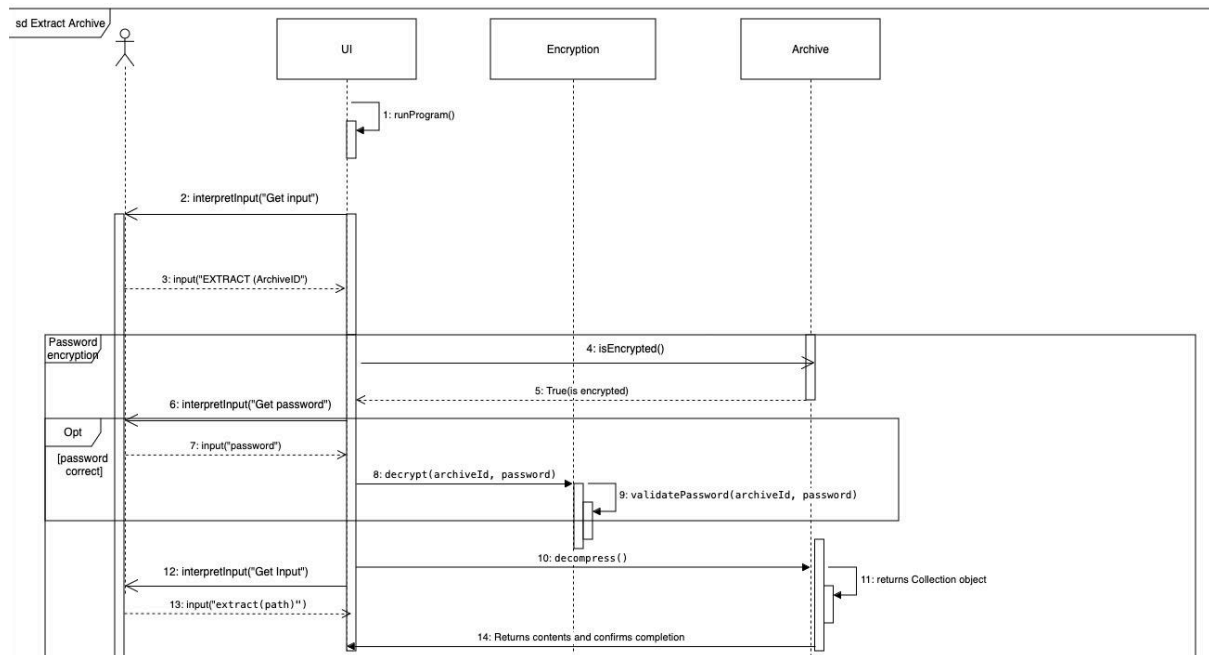 sd Extract Archive
UI
Encryption
Archive
1: runProgram()
2: interpretInput("Get input")
3: input("EXTRACT (ArchiveID")
Password
encryption
4: isEncrypted()
5: True(is encrypted)
6: interpretInput("Get password")
Opt
7: input("password")
[password
correct]
8: decrypt(archiveId, password)
9: validatePassword(archiveId, password)
10: decompress()
12: interpretInput("Get Input")
11: returns Collection object
13: input("extract(path)")
14: Returns contents and confirms completion